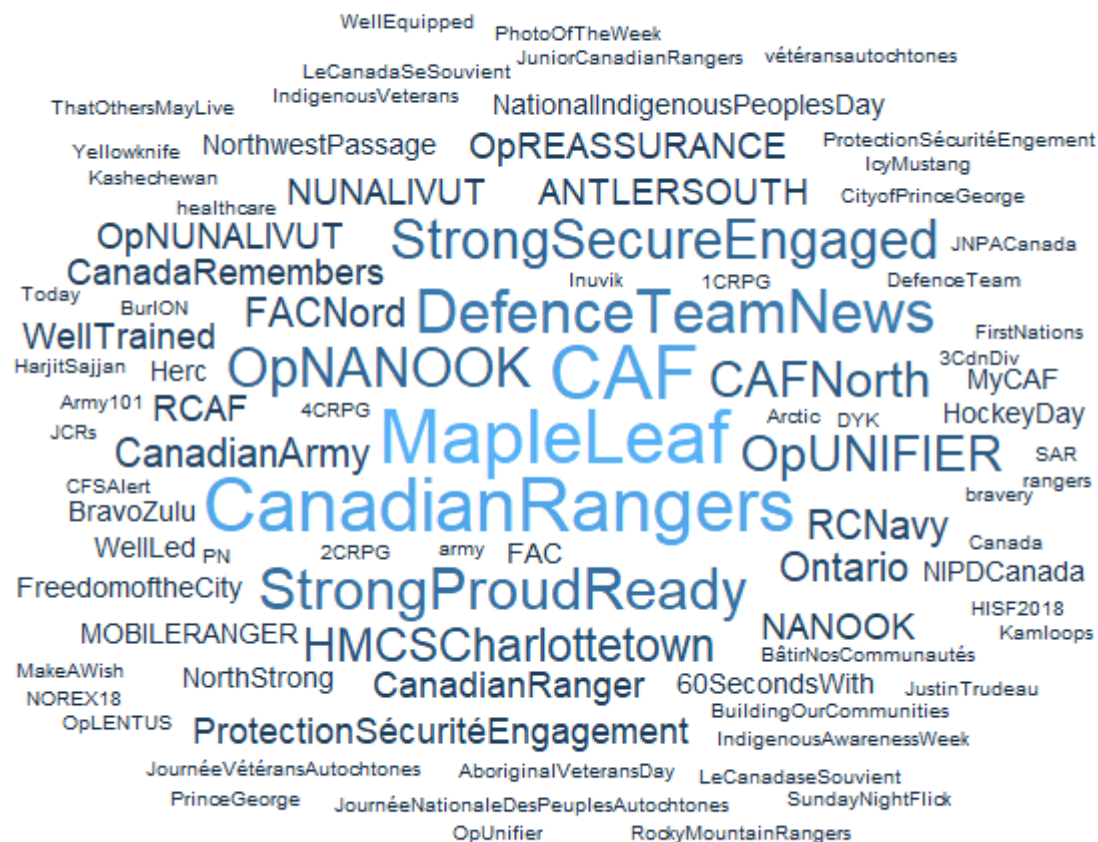 WellEquipped
PhotoOfTheWeek
JuniorCanadianRangers
vétéransautochtones
LeCanadaSeSouvient
IndigenousVeterans
ThatOthersMayLive
NationalIndigenousPeoplesDay
Yellowknife
NorthwestPassage
OpREASSURANCE
ProtectionSécuritéEngement
IcyMustang
Kashechewan
NUNALIVUT
ANTLERSOUTH
CityofPrinceGeorge
healthcare
OpNUNALIVUT
StrongSecureEngaged
JNPACanada
CanadaRemembers
Inuvik
1CRPG
DefenceTeam
Today
BurlON
FACNord
DefenceTeamNews
FirstNations
WellTrained
HarjitSajjan
Herc
OpNANOOK
CAF
CAFNorth
3CdnDiv
MyCAF
Army101
RCAF
4CRPG
Arctic
DYK
HockeyDay
JCRs
CanadianArmy
MapleLeaf
OpUNIFIER
SAR
rangers
CFSAlert
BravoZulu
CanadianRangers
bravery
RCNavy
WellLed
PN
2CRPG
army
FAC
Canada
FreedomoftheCity
StrongProudReady
Ontario
NIPDCanada
HISF2018
MOBILERANGER
HMCSCharlottetown
NANOOK
Kamloops
BâtirNosCommunautés
MakeAWish
NorthStrong
CanadianRanger
60SecondsWith
JustinTrudeau
NOREX18
BuildingOurCommunities
OpLENTUS
ProtectionSécuritéEngagement
IndigenousAwarenessWeek
JournéeVétéransAutochtones
AboriginalVeteransDay
LeCanadaseSouvient
PrinceGeorge
JournéeNationaleDesPeuplesAutochtones
SundayNightFlick
OpUnifier
RockyMountainRangers